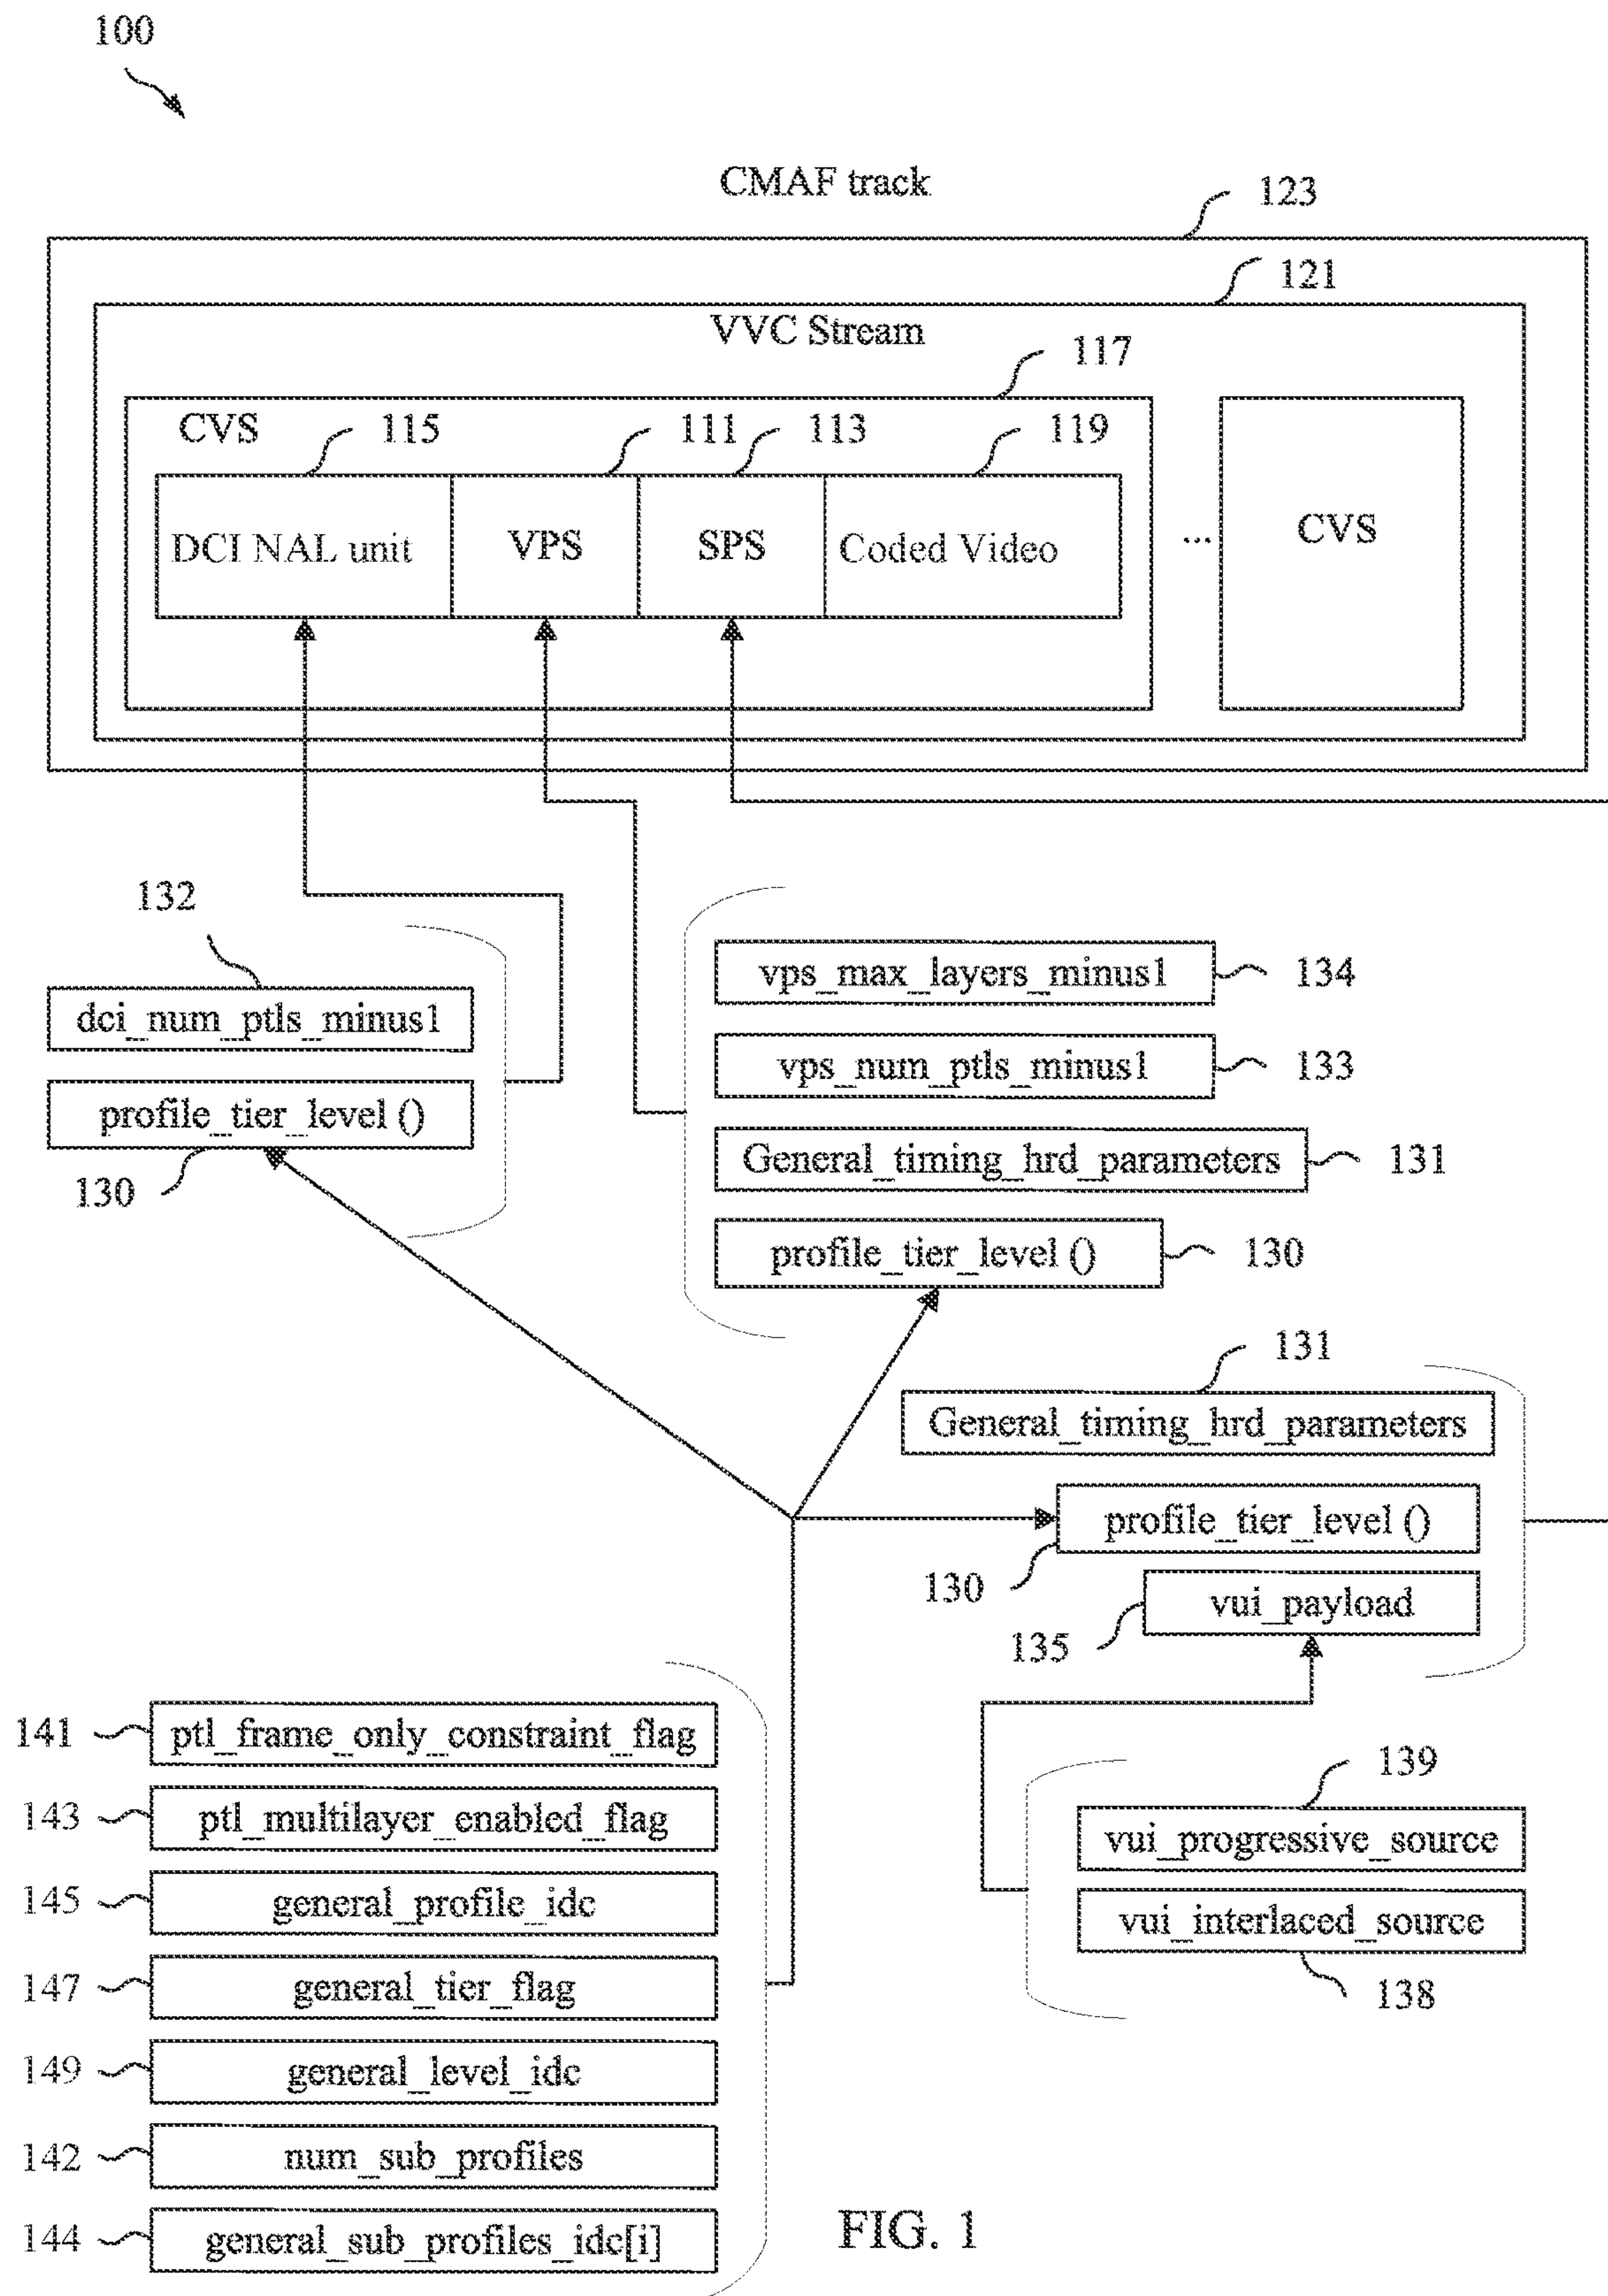 100
CMAF track
123
121
VVC Stream
117
CVS
115
111
113
119
DCI NAL unit
VPS
SPS
Coded Video
...
CVS
132
dci_num_ptls_minus1
profile_tier_level ()
130
vps_max_layers_minus1
134
vps_num_ptls_minus1
133
General_timing_hrd_parameters
131
profile_tier_level ()
130
131
General_timing_hrd_parameters
profile_tier_level ()
130
vui_payload
135
139
vui_progressive_source
vui_interlaced_source
138
141
ptl_frame_only_constraint_flag
143
ptl_multilayer_enabled_flag
145
general_profile_idc
147
general_tier_flag
149
general_level_idc
142
num_sub_profiles
144
general_sub_profiles_idc[i]
FIG. 1